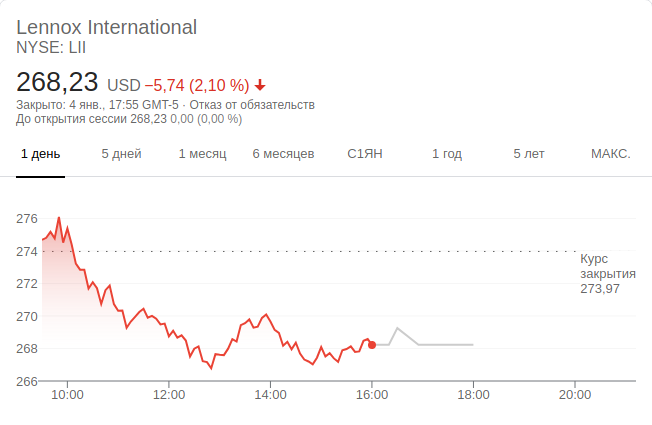 Lennox International
NYSE: LII
268,23 USD −5,74 (2,10 %)
Закрыто: 4 янв., 17:55 GMT-5 · Отказ от обязательств
До открытия сессии 268,23 0,00 (0,00 %)
1 день 5 дней 1 месяц 6 месяцев С1ЯН 1 год 5 лет МАКС.
276
274
Курс
закрытия
273,97
272
270
268
266
10:00 12:00 14:00 16:00 18:00 20:00